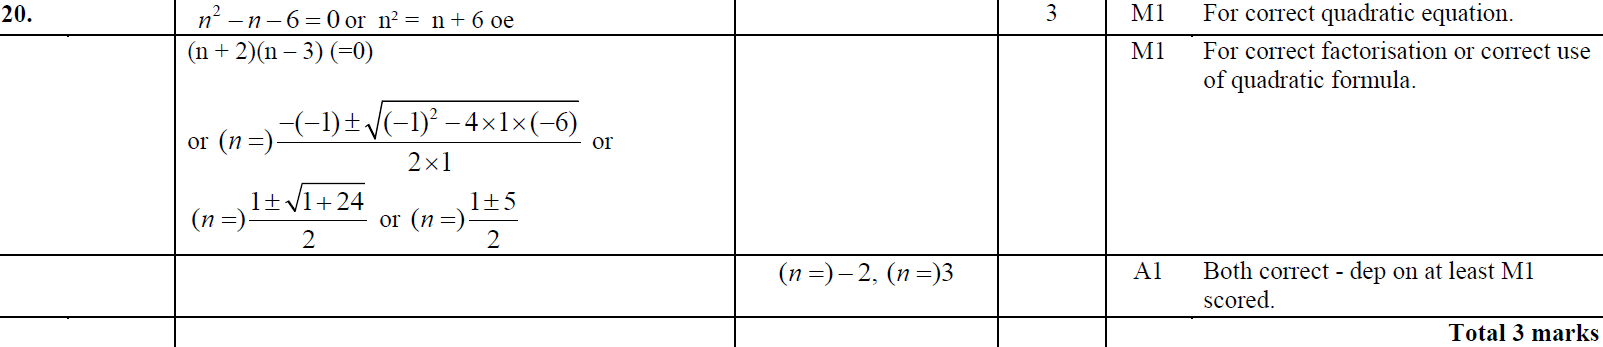 20. n² – n – 6 = 0 or n² = n + 6 oe 3 M1 For correct quadratic equation.
(n + 2)(n – 3) (=0) M1 For correct factorisation or correct use
of quadratic formula.
or (n =) (–(–1) ± √((–1)² – 4×1×(–6))) / (2×1) or
(n =) (1 ± √(1 + 24)) / 2 or (n =) (1 ± 5) / 2
(n =) – 2, (n =)3 A1 Both correct - dep on at least M1
scored.
Total 3 marks